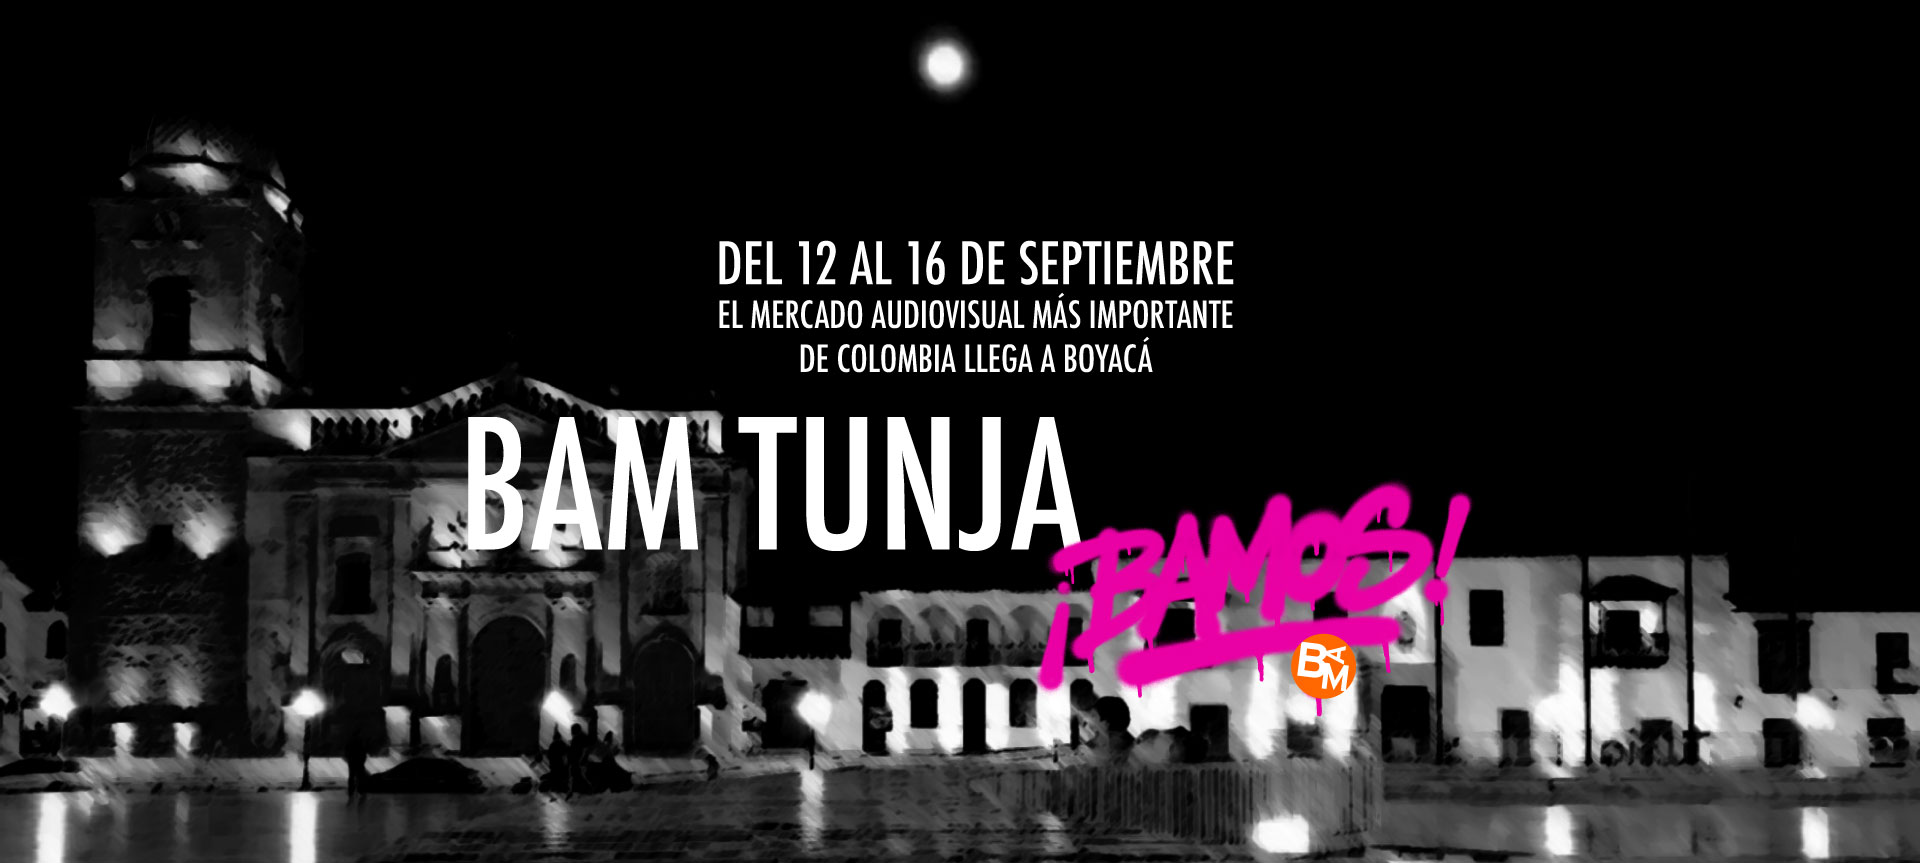 DEL 12 AL 16 DE SEPTIEMBRE
EL MERCADO AUDIOVISUAL MÁS IMPORTANTE
DE COLOMBIA LLEGA A BOYACÁ
BAM TUNJA
¡BAMOS!
BAM